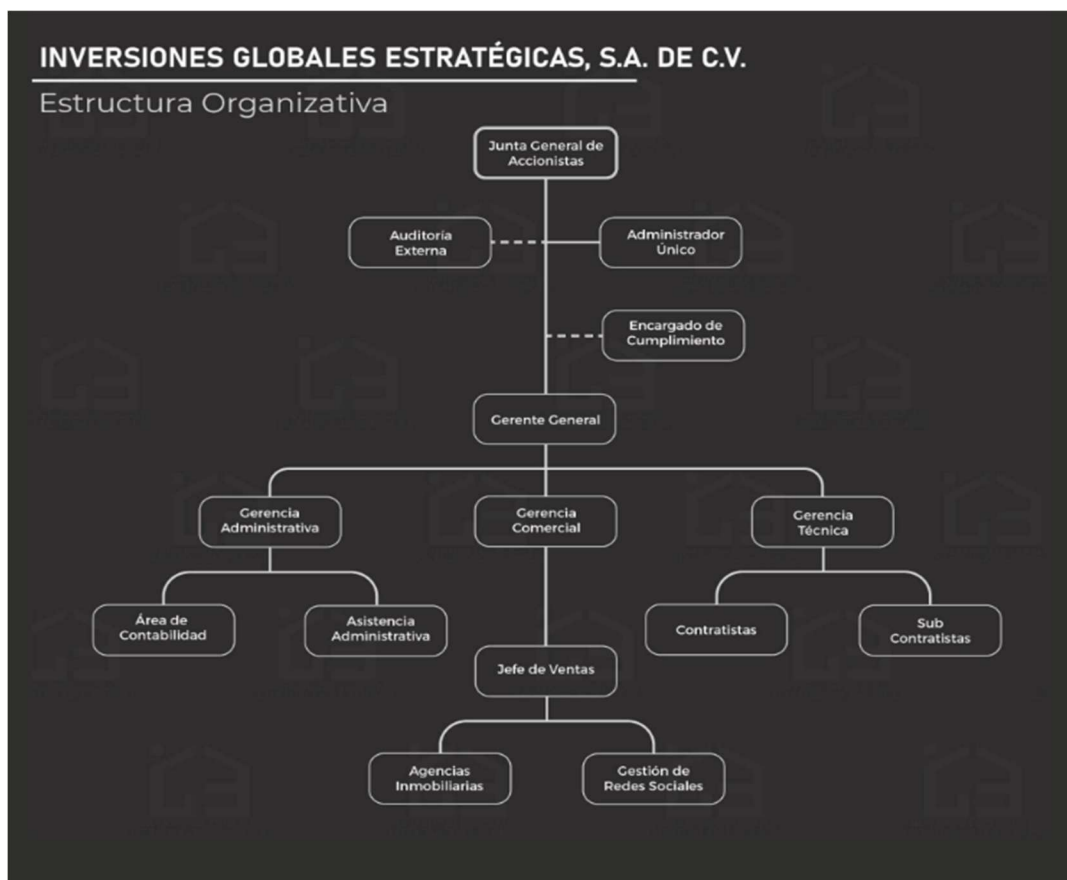 INVERSIONES GLOBALES ESTRATÉGICAS, S.A. DE C.V.
Estructura Organizativa
Junta General de
Accionistas
Auditoría
Externa
Administrador
Único
Encargado de
Cumplimiento
Gerente General
Gerencia
Administrativa
Gerencia
Comercial
Gerencia
Técnica
Área de
Contabilidad
Asistencia
Administrativa
Contratistas
Sub
Contratistas
Jefe de Ventas
Agencias
Inmobiliarias
Gestión de
Redes Sociales